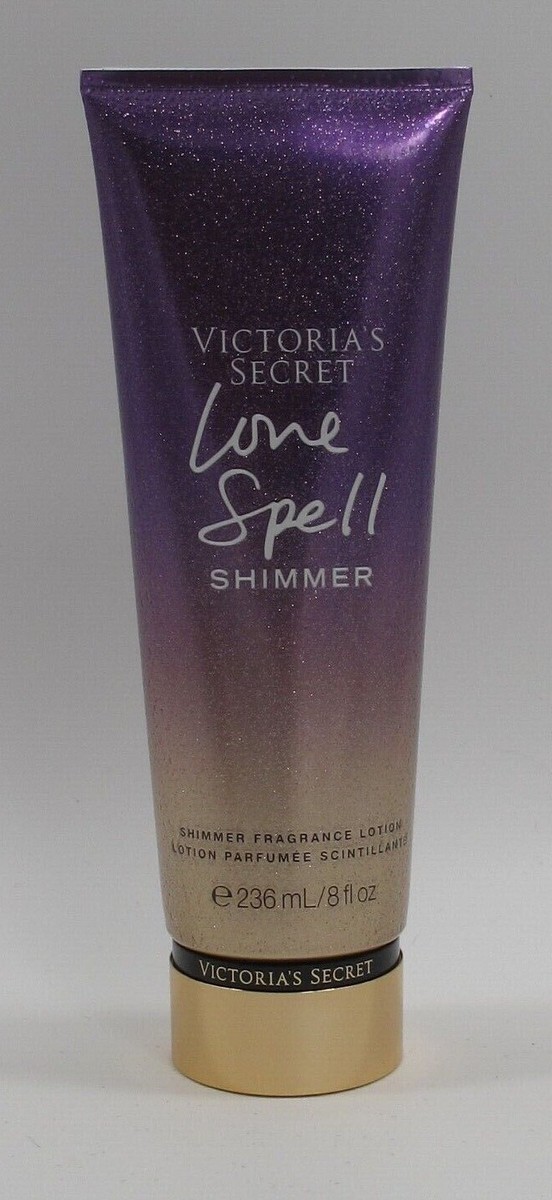 VICTORIA'S
SECRET
Love
Spell
SHIMMER
SHIMMER FRAGRANCE LOTION
LOTION PARFUMÉE SCINTILLANTE
℮ 236 mL/8 fl oz
VICTORIA'S SECRET